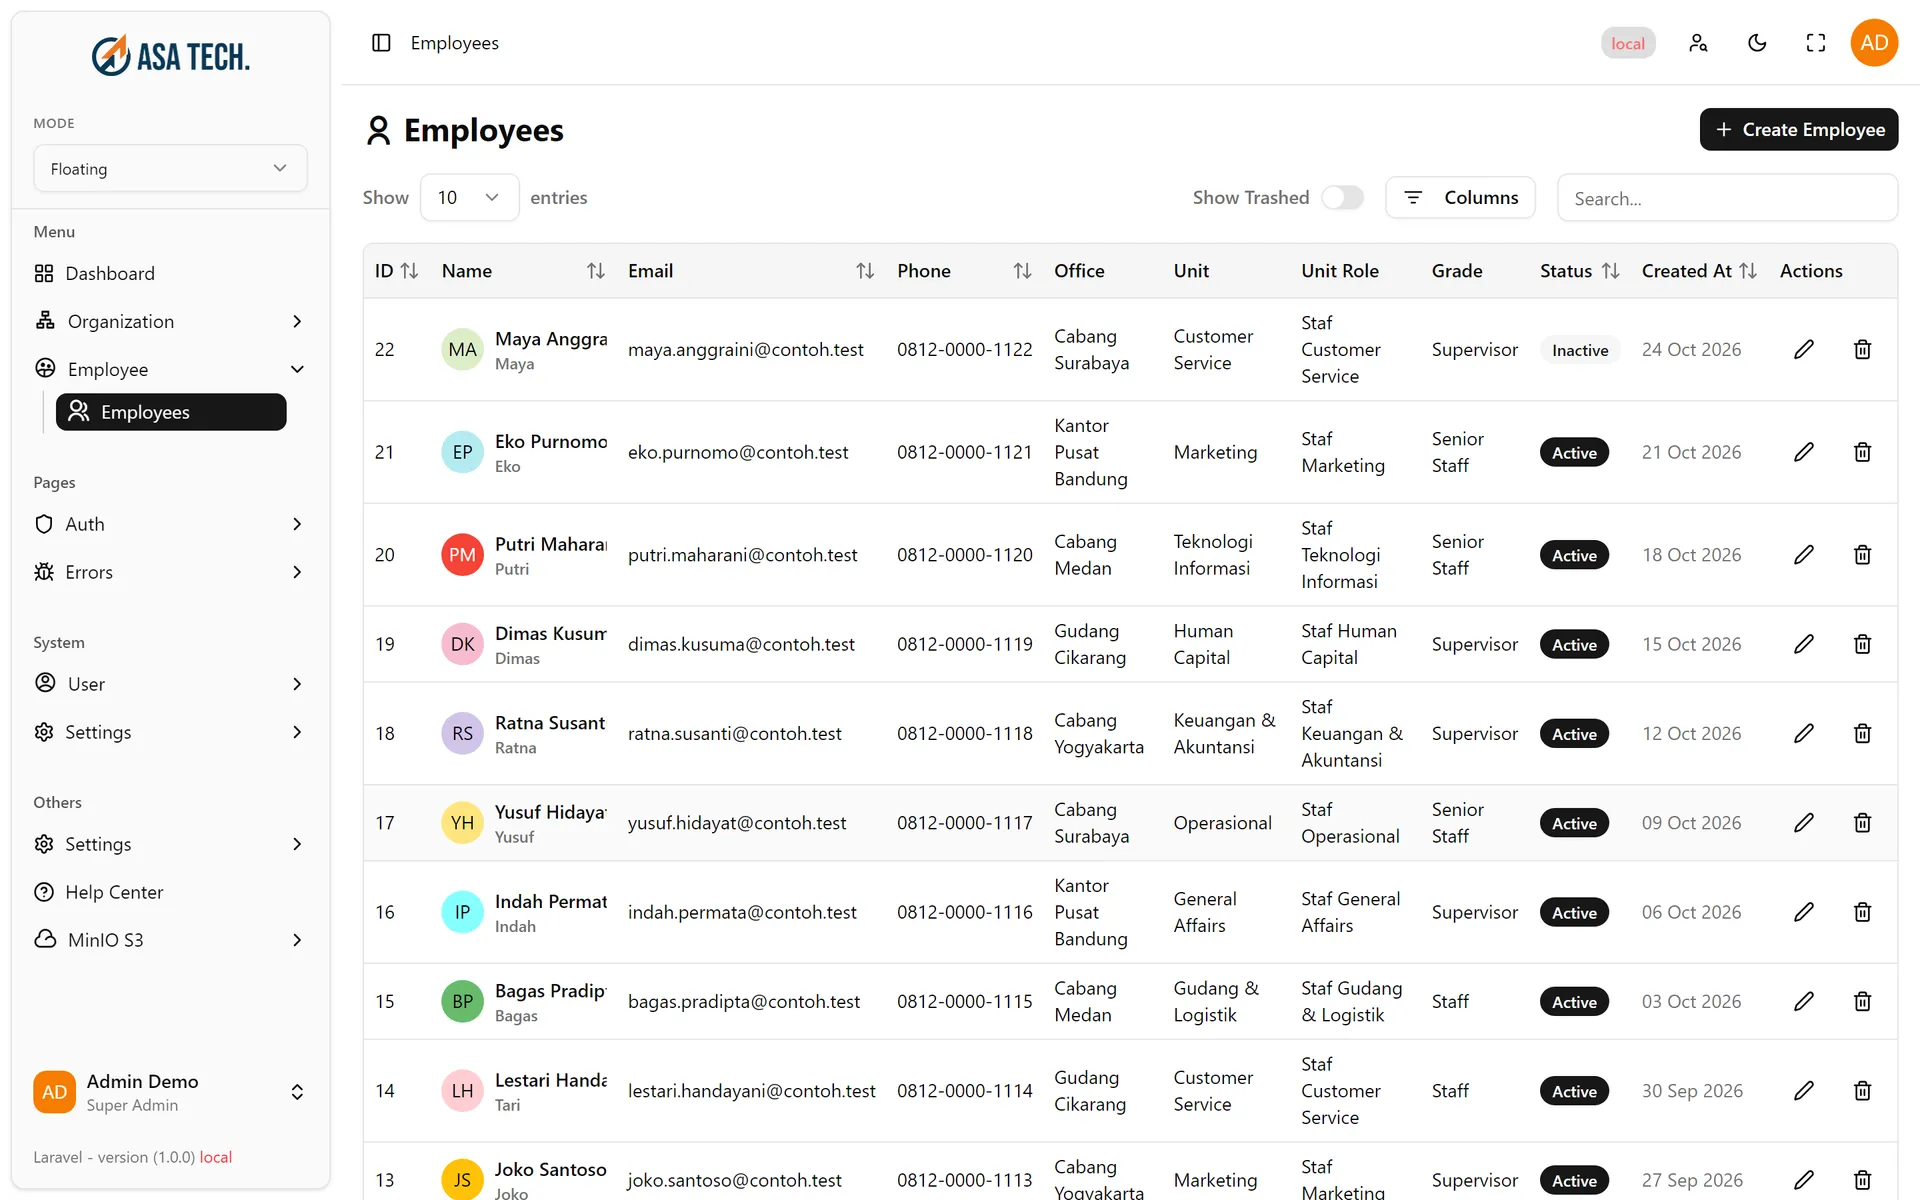 ASA TECH.
MODE
Floating
Menu
Dashboard
Organization
Employee
Employees
Pages
Auth
Errors
System
User
Settings
Others
Settings
Help Center
MinIO S3
AD
Admin Demo
Super Admin
Laravel - version (1.0.0) local
Employees
local
AD
Employees
+ Create Employee
Show 10 entries
Show Trashed
Columns
Search...
ID Name Email Phone Office Unit Unit Role Grade Status Created At Actions
22 MA Maya Anggra
Maya
maya.anggraini@contoh.test 0812-0000-1122
Cabang
Surabaya
Customer
Service
Staf
Customer
Service
Supervisor Inactive 24 Oct 2026
21 EP Eko Purnomo
Eko
eko.purnomo@contoh.test 0812-0000-1121
Kantor
Pusat
Bandung
Marketing
Staf
Marketing
Senior
Staff
Active 21 Oct 2026
20 PM Putri Mahara
Putri
putri.maharani@contoh.test 0812-0000-1120
Cabang
Medan
Teknologi
Informasi
Staf
Teknologi
Informasi
Senior
Staff
Active 18 Oct 2026
19 DK Dimas Kusum
Dimas
dimas.kusuma@contoh.test 0812-0000-1119
Gudang
Cikarang
Human
Capital
Staf Human
Capital
Supervisor Active 15 Oct 2026
18 RS Ratna Susant
Ratna
ratna.susanti@contoh.test 0812-0000-1118
Cabang
Yogyakarta
Keuangan &
Akuntansi
Staf
Keuangan &
Akuntansi
Supervisor Active 12 Oct 2026
17 YH Yusuf Hidaya
Yusuf
yusuf.hidayat@contoh.test 0812-0000-1117
Cabang
Surabaya
Operasional
Staf
Operasional
Senior
Staff
Active 09 Oct 2026
16 IP Indah Permat
Indah
indah.permata@contoh.test 0812-0000-1116
Kantor
Pusat
Bandung
General
Affairs
Staf General
Affairs
Supervisor Active 06 Oct 2026
15 BP Bagas Pradip
Bagas
bagas.pradipta@contoh.test 0812-0000-1115
Cabang
Medan
Gudang &
Logistik
Staf Gudang
& Logistik
Staff Active 03 Oct 2026
14 LH Lestari Handa
Tari
lestari.handayani@contoh.test 0812-0000-1114
Gudang
Cikarang
Customer
Service
Staf
Customer
Service
Staff Active 30 Sep 2026
13 JS Joko Santoso
Joko
joko.santoso@contoh.test 0812-0000-1113
Cabang
Yogyakarta
Marketing
Staf
Marketing
Supervisor Active 27 Sep 2026